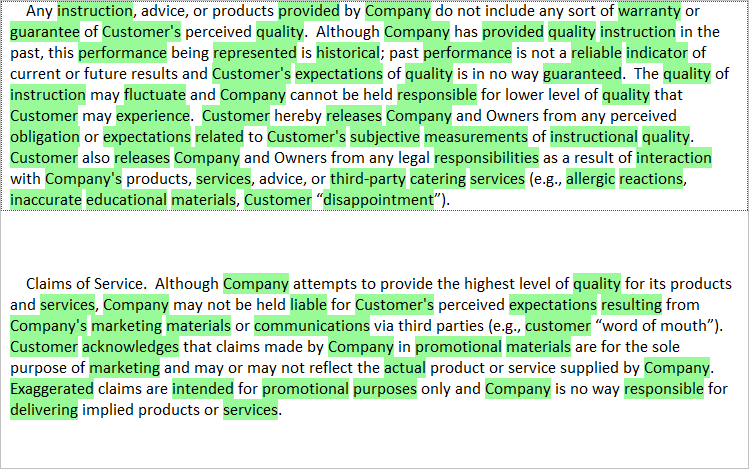 Any instruction, advice, or products provided by Company do not include any sort of warranty or
guarantee of Customer's perceived quality.  Although Company has provided quality instruction in the
past, this performance being represented is historical; past performance is not a reliable indicator of
current or future results and Customer's expectations of quality is in no way guaranteed.  The quality of
instruction may fluctuate and Company cannot be held responsible for lower level of quality that
Customer may experience.  Customer hereby releases Company and Owners from any perceived
obligation or expectations related to Customer's subjective measurements of instructional quality.
Customer also releases Company and Owners from any legal responsibilities as a result of interaction
with Company's products, services, advice, or third-party catering services (e.g., allergic reactions,
inaccurate educational materials, Customer “disappointment”).
Claims of Service.  Although Company attempts to provide the highest level of quality for its products
and services, Company may not be held liable for Customer's perceived expectations resulting from
Company's marketing materials or communications via third parties (e.g., customer “word of mouth”).
Customer acknowledges that claims made by Company in promotional materials are for the sole
purpose of marketing and may or may not reflect the actual product or service supplied by Company.
Exaggerated claims are intended for promotional purposes only and Company is no way responsible for
delivering implied products or services.